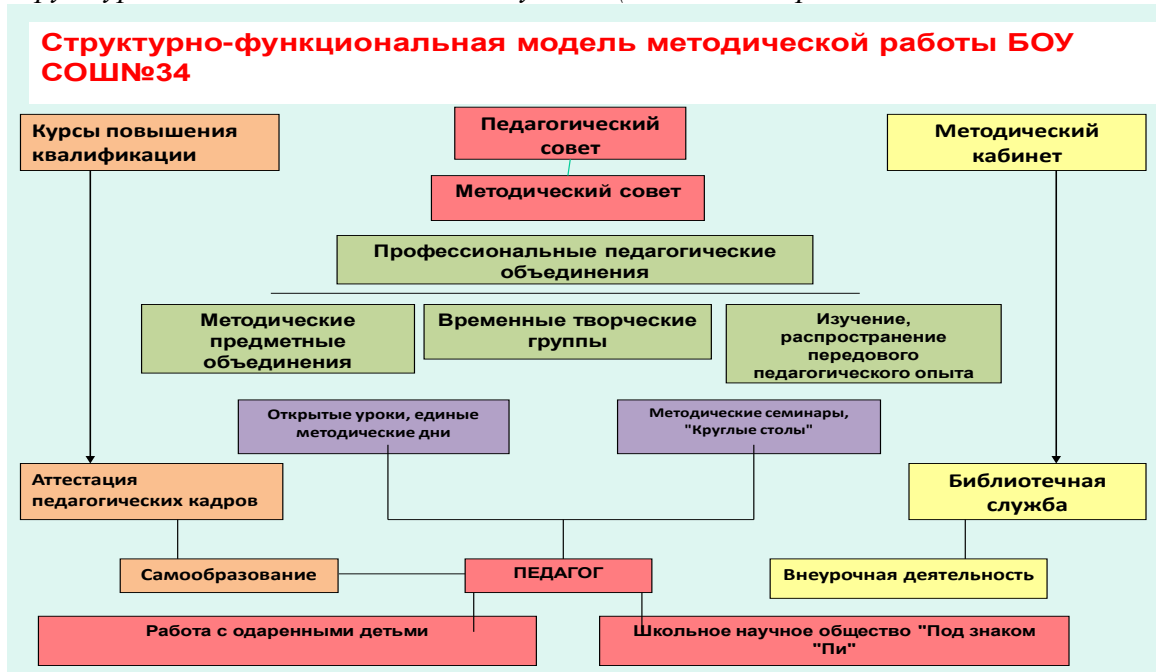 Структурно-функциональная модель методической работы БОУ
СОШ№34
Курсы повышения
квалификации
Педагогический
совет
Методический
кабинет
Методический совет
Профессиональные педагогические
объединения
Методические
предметные
объединения
Временные творческие
группы
Изучение,
распространение
передового
педагогического опыта
Открытые уроки, единые
методические дни
Методические семинары,
"Круглые столы"
Аттестация
педагогических кадров
Библиотечная
служба
Самообразование
ПЕДАГОГ
Внеурочная деятельность
Работа с одаренными детьми
Школьное научное общество "Под знаком
"Пи"